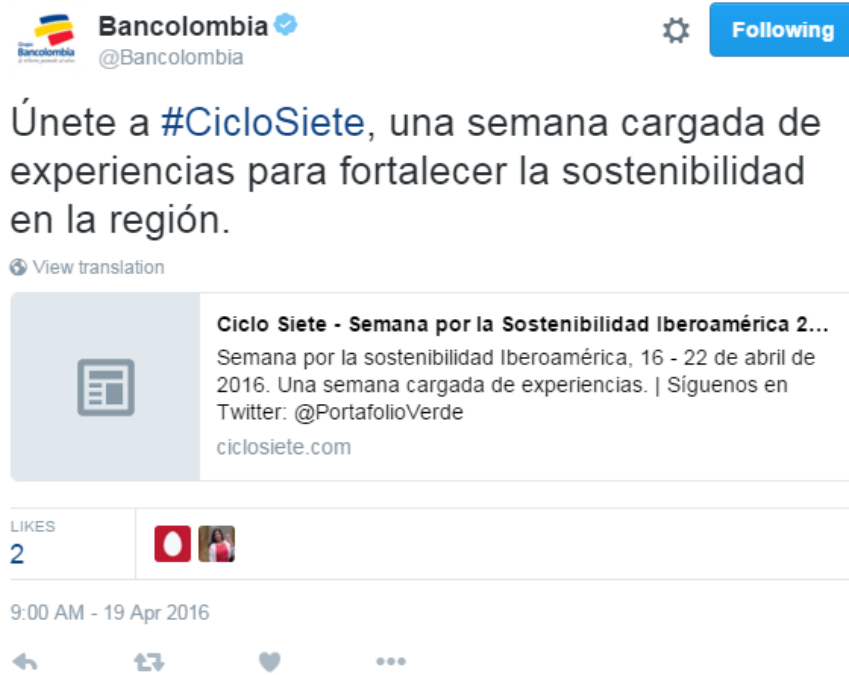 Bancolombia
@Bancolombia
Following
Grupo
Bancolombia
Únete a #CicloSiete, una semana cargada de
experiencias para fortalecer la sostenibilidad
en la región.
View translation
Ciclo Siete - Semana por la Sostenibilidad Iberoamérica 2...
Semana por la sostenibilidad Iberoamérica, 16 - 22 de abril de
2016. Una semana cargada de experiencias. | Síguenos en
Twitter: @PortafolioVerde
ciclosiete.com
LIKES
2
9:00 AM - 19 Apr 2016